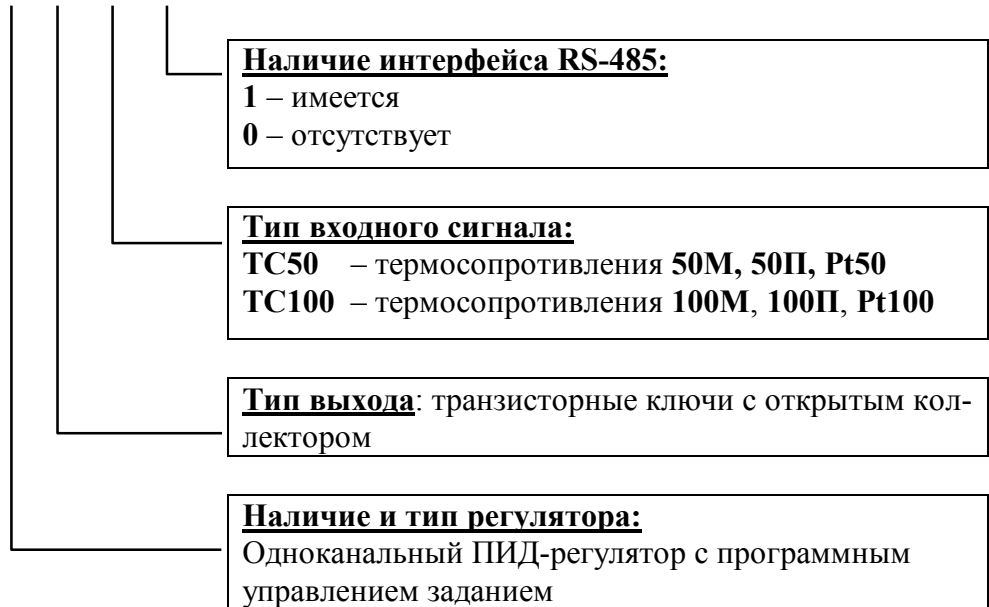 Наличие интерфейса RS-485:
1 – имеется
0 – отсутствует
Тип входного сигнала:
ТС50 – термосопротивления 50М, 50П, Pt50
ТС100 – термосопротивления 100М, 100П, Pt100
Тип выхода: транзисторные ключи с открытым кол-
лектором
Наличие и тип регулятора:
Одноканальный ПИД-регулятор с программным
управлением заданием